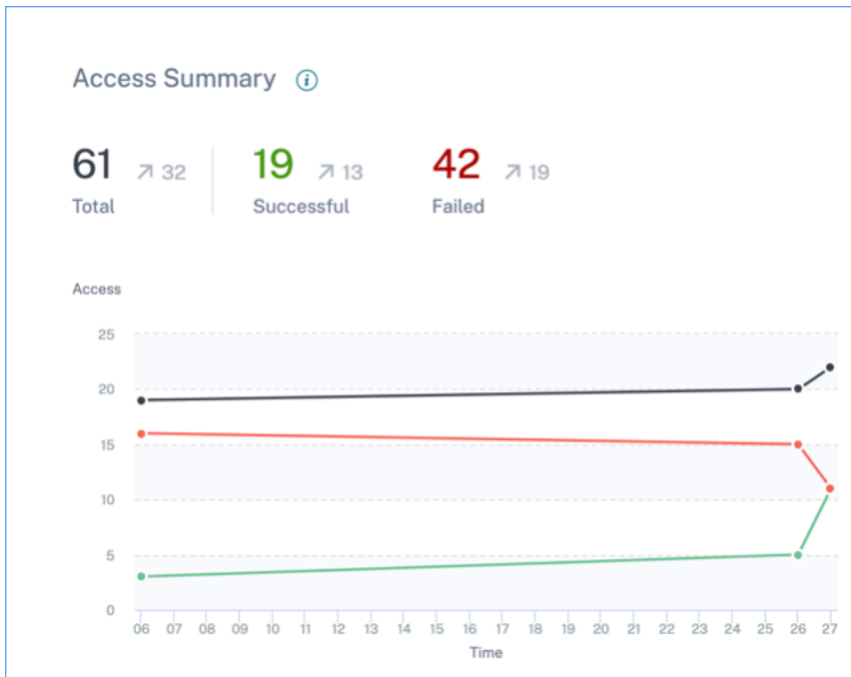 Access Summary i
61 ↗ 32 19 ↗ 13 42 ↗ 19
Total Successful Failed
Access
25
20
15
10
5
0
06 07 08 09 10 11 12 13 14 15 16 17 18 19 20 21 22 23 24 25 26 27
Time